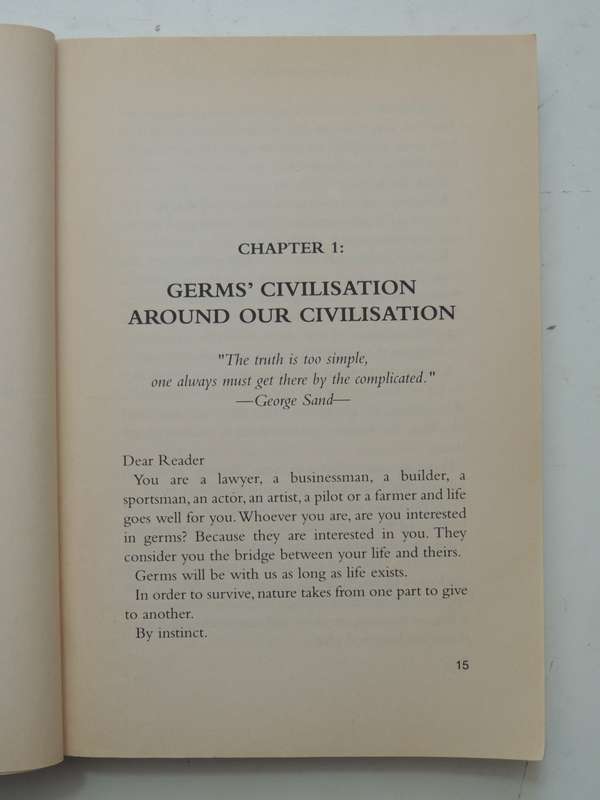 CHAPTER 1:
GERMS' CIVILISATION
AROUND OUR CIVILISATION
"The truth is too simple,
one always must get there by the complicated."
—George Sand—
Dear Reader
You are a lawyer, a businessman, a builder, a
sportsman, an actor, an artist, a pilot or a farmer and life
goes well for you. Whoever you are, are you interested
in germs? Because they are interested in you. They
consider you the bridge between your life and theirs.
Germs will be with us as long as life exists.
In order to survive, nature takes from one part to give
to another.
By instinct.
15